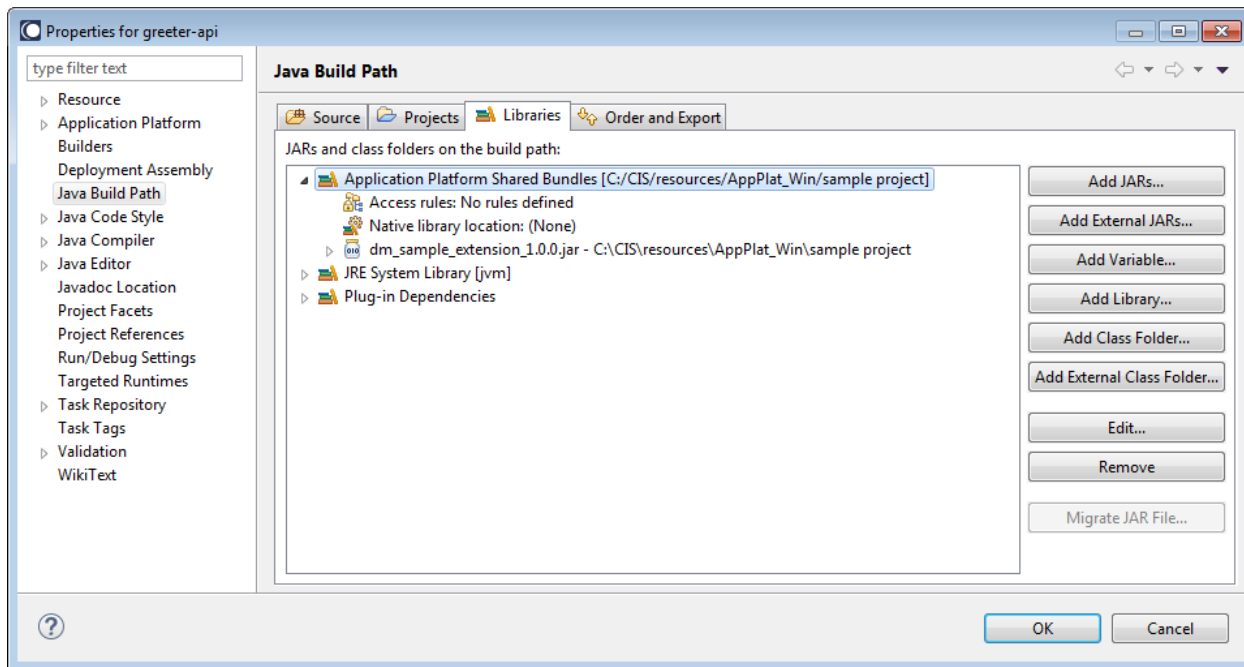 Properties for greeter-api
type filter text
Resource
Application Platform
Builders
Deployment Assembly
Java Build Path
Java Code Style
Java Compiler
Java Editor
Javadoc Location
Project Facets
Project References
Run/Debug Settings
Targeted Runtimes
Task Repository
Task Tags
Validation
WikiText
Java Build Path
Source
Projects
Libraries
Order and Export
JARs and class folders on the build path:
Application Platform Shared Bundles [C:/CIS/resources/AppPlat_Win/sample project]
Access rules: No rules defined
Native library location: (None)
dm_sample_extension_1.0.0.jar - C:\CIS\resources\AppPlat_Win\sample project
JRE System Library [jvm]
Plug-in Dependencies
Add JARs...
Add External JARs...
Add Variable...
Add Library...
Add Class Folder...
Add External Class Folder...
Edit...
Remove
Migrate JAR File...
?
OK
Cancel